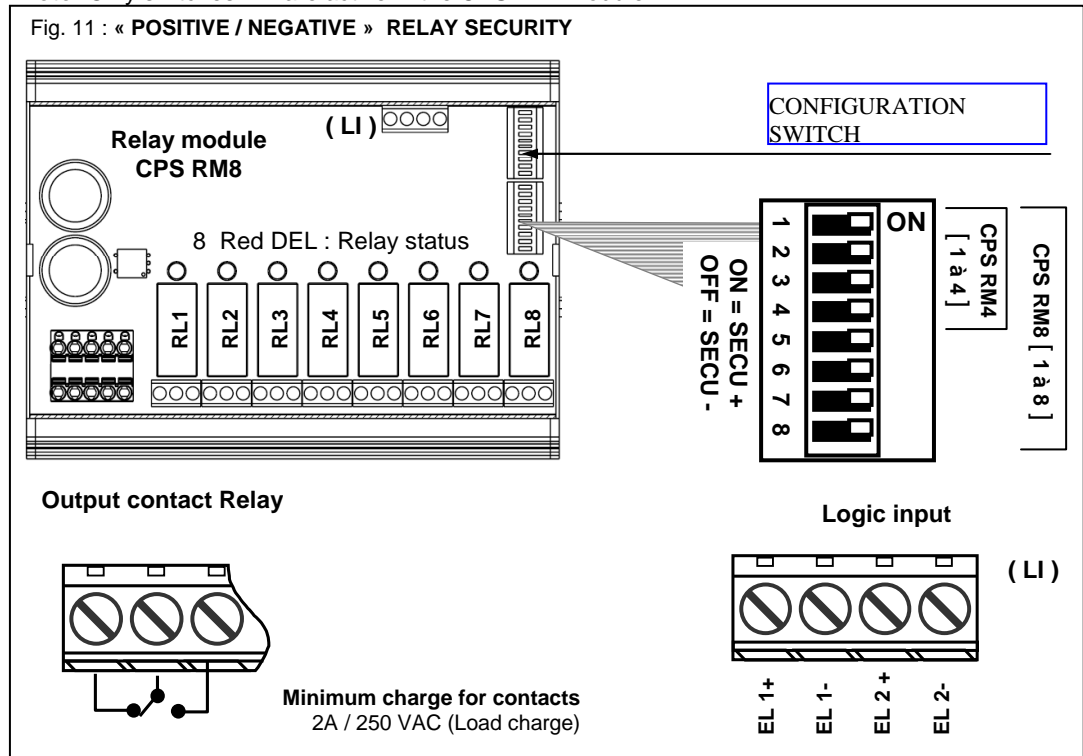 Fig. 11 : « POSITIVE / NEGATIVE » RELAY SECURITY
CONFIGURATION
SWITCH
( LI )
Relay module
CPS RM8
8 Red DEL : Relay status
RL1
RL2
RL3
RL4
RL5
RL6
RL7
RL8
ON = SECU +
OFF = SECU -
1
2
3
4
5
6
7
8
ON
CPS RM4
[ 1 à 4 ]
CPS RM8 [ 1 à 8 ]
Output contact Relay
Minimum charge for contacts
2A / 250 VAC (Load charge)
Logic input
( LI )
EL 1+
EL 1-
EL 2 +
EL 2-